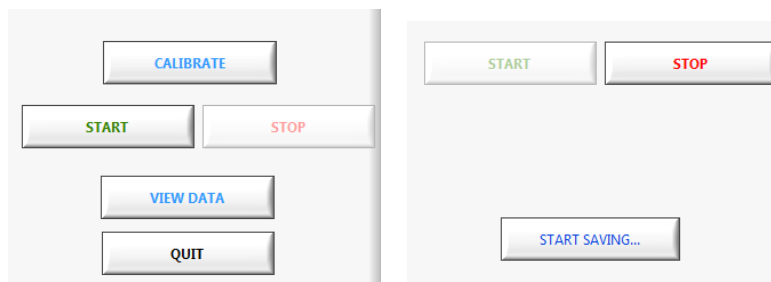 CALIBRATE
START
STOP
VIEW DATA
QUIT
START
STOP
START SAVING...